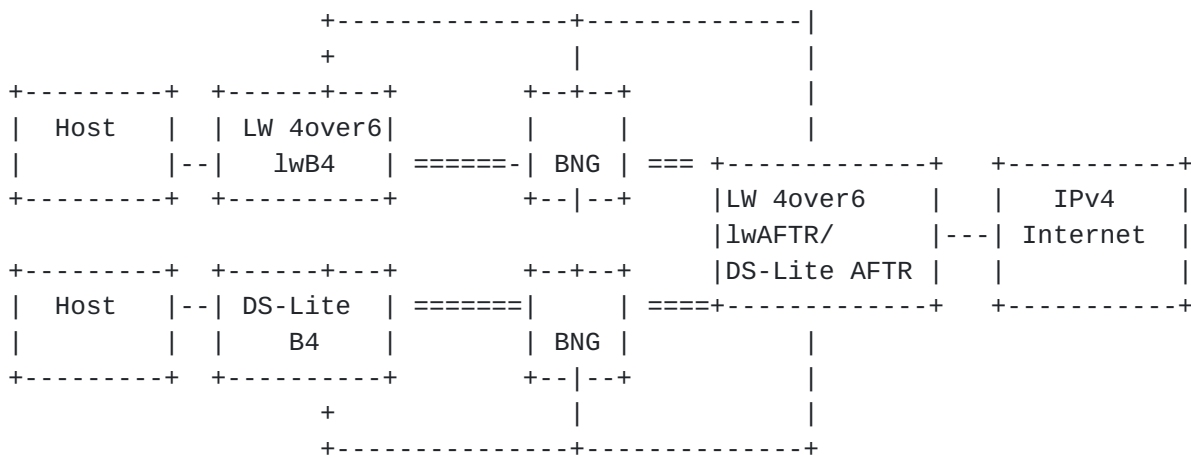 Host LW 4over6
lwB4 BNG
LW 4over6 IPv4
lwAFTR/ Internet
DS-Lite AFTR
Host DS-Lite
B4 BNG